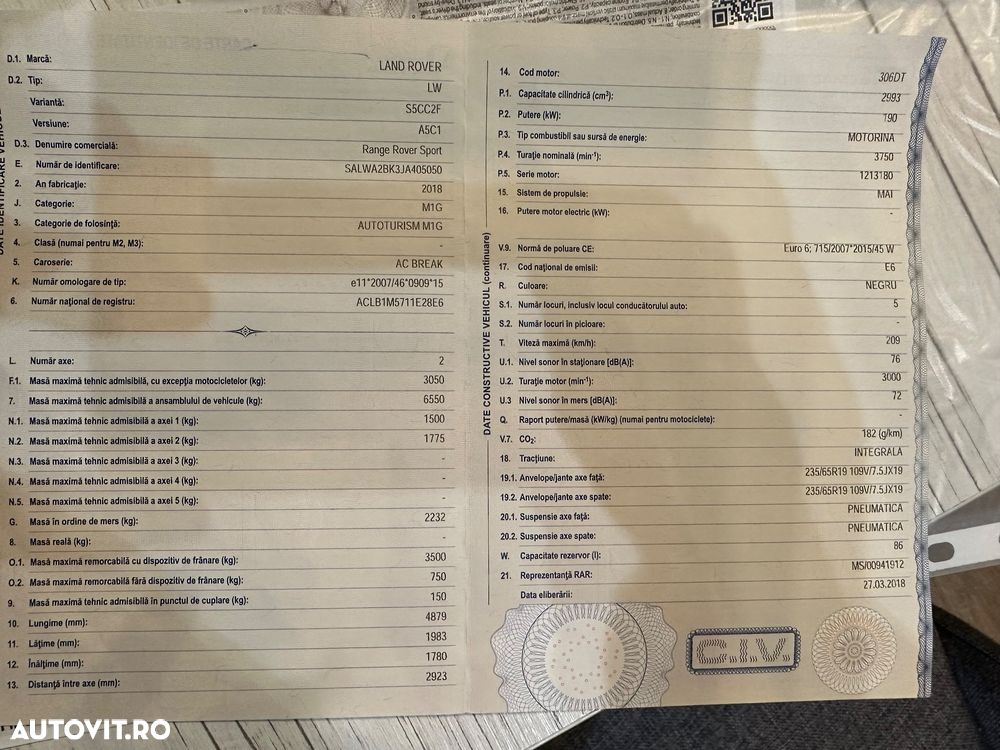 D.1. Marcă: LAND ROVER
D.2. Tip: LW
Variantă: S5CC2F
Versiune: A5C1
D.3. Denumire comercială: Range Rover Sport
E. Număr de identificare: SALWA2BK3JA405050
2. An fabricație: 2018
J. Categorie: M1G
3. Categorie de folosință: AUTOTURISM M1G
4. Clasă (numai pentru M2, M3): -
5. Caroserie: AC BREAK
K. Număr omologare de tip: e11*2007/46*0909*15
6. Număr național de registru: ACLB1M5711E28E6
L. Număr axe: 2
F.1. Masă maximă tehnic admisibilă, cu excepția motocicletelor (kg): 3050
7. Masă maximă tehnic admisibilă a ansamblului de vehicule (kg): 6550
N.1. Masă maximă tehnic admisibilă a axei 1 (kg): 1500
N.2. Masă maximă tehnic admisibilă a axei 2 (kg): 1775
N.3. Masă maximă tehnic admisibilă a axei 3 (kg): -
N.4. Masă maximă tehnic admisibilă a axei 4 (kg): -
N.5. Masă maximă tehnic admisibilă a axei 5 (kg): -
G. Masă în ordine de mers (kg): 2232
8. Masă reală (kg): -
O.1. Masă maximă remorcabilă cu dispozitiv de frânare (kg): 3500
O.2. Masă maximă remorcabilă fără dispozitiv de frânare (kg): 750
9. Masă maximă tehnic admisibilă în punctul de cuplare (kg): 150
10. Lungime (mm): 4879
11. Lățime (mm): 1983
12. Înălțime (mm): 1780
13. Distanță între axe (mm): 2923
DATE CONSTRUCTIVE VEHICUL (continuare)
14. Cod motor: 306DT
P.1. Capacitate cilindrică (cm³): 2993
P.2. Putere (kW): 190
P.3. Tip combustibil sau sursă de energie: MOTORINA
P.4. Turație nominală (min⁻¹): 3750
P.5. Serie motor: 1213180
15. Sistem de propulsie: MAI
16. Putere motor electric (kW): -
V.9. Normă de poluare CE: Euro 6; 715/2007*2015/45 W
17. Cod național de emisii: E6
R. Culoare: NEGRU
S.1. Număr locuri, inclusiv locul conducătorului auto: 5
S.2. Număr locuri în picioare: -
T. Viteză maximă (km/h): 209
U.1. Nivel sonor în staționare [dB(A)]: 76
U.2. Turație motor (min⁻¹): 3000
U.3 Nivel sonor în mers [dB(A)]: 72
Q. Raport putere/masă (kW/kg) (numai pentru motociclete): -
V.7. CO₂: 182 (g/km)
18. Tracțiune: INTEGRALA
19.1. Anvelope/jante axe față: 235/65R19 109V/7.5JX19
19.2. Anvelope/jante axe spate: 235/65R19 109V/7.5JX19
20.1. Suspensie axe față: PNEUMATICA
20.2. Suspensie axe spate: PNEUMATICA
W. Capacitate rezervor (l): 86
21. Reprezentanță RAR: MS/00941912
Data eliberării: 27.03.2018
C.I.V.
AUTOVIT.RO